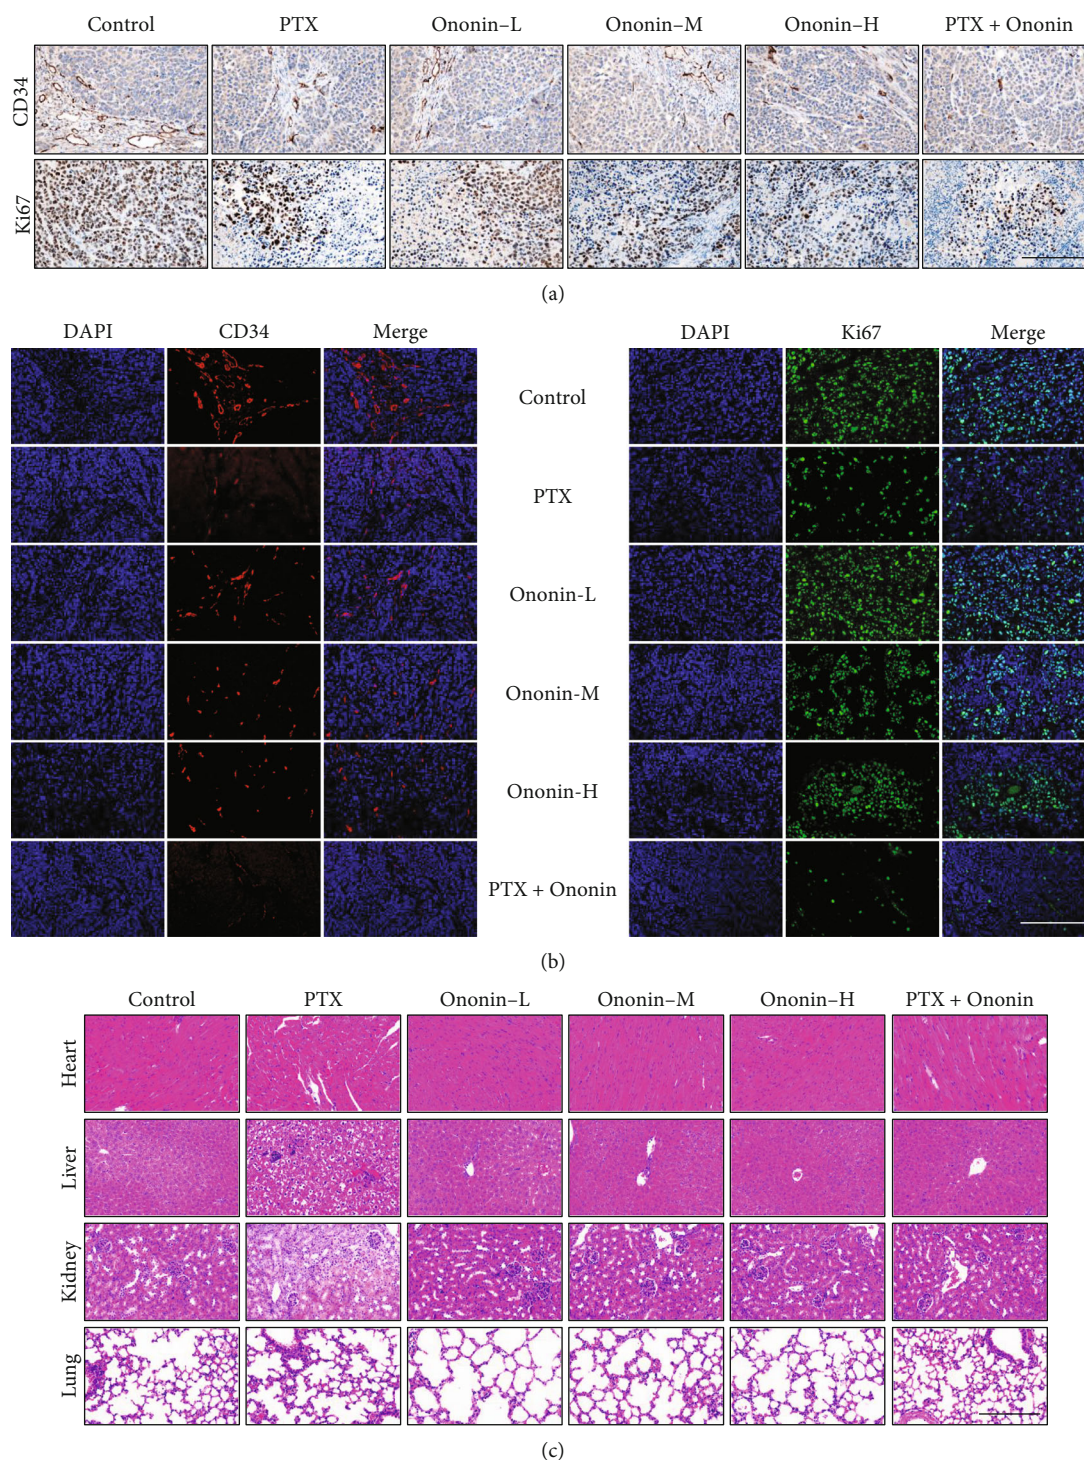 Control PTX Ononin–L Ononin–M Ononin–H PTX + Ononin
CD34
Ki67
(a)
DAPI CD34 Merge DAPI Ki67 Merge
Control
PTX
Ononin-L
Ononin-M
Ononin-H
PTX + Ononin
(b)
Control PTX Ononin–L Ononin–M Ononin–H PTX + Ononin
Heart
Liver
Kidney
Lung
(c)